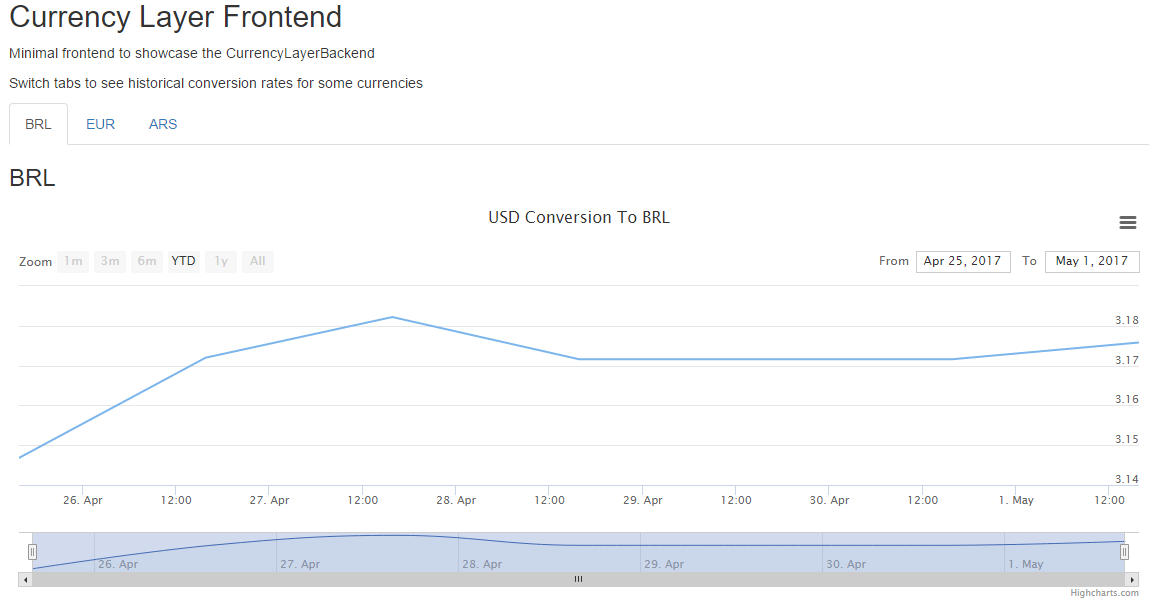 Currency Layer Frontend
Minimal frontend to showcase the CurrencyLayerBackend
Switch tabs to see historical conversion rates for some currencies
BRL EUR ARS
BRL
USD Conversion To BRL
Zoom 1m 3m 6m YTD 1y All From Apr 25, 2017 To May 1, 2017
3.18
3.17
3.16
3.15
3.14
26. Apr 12:00 27. Apr 12:00 28. Apr 12:00 29. Apr 12:00 30. Apr 12:00 1. May 12:00
26. Apr 27. Apr 28. Apr 29. Apr 30. Apr 1. May
Highcharts.com